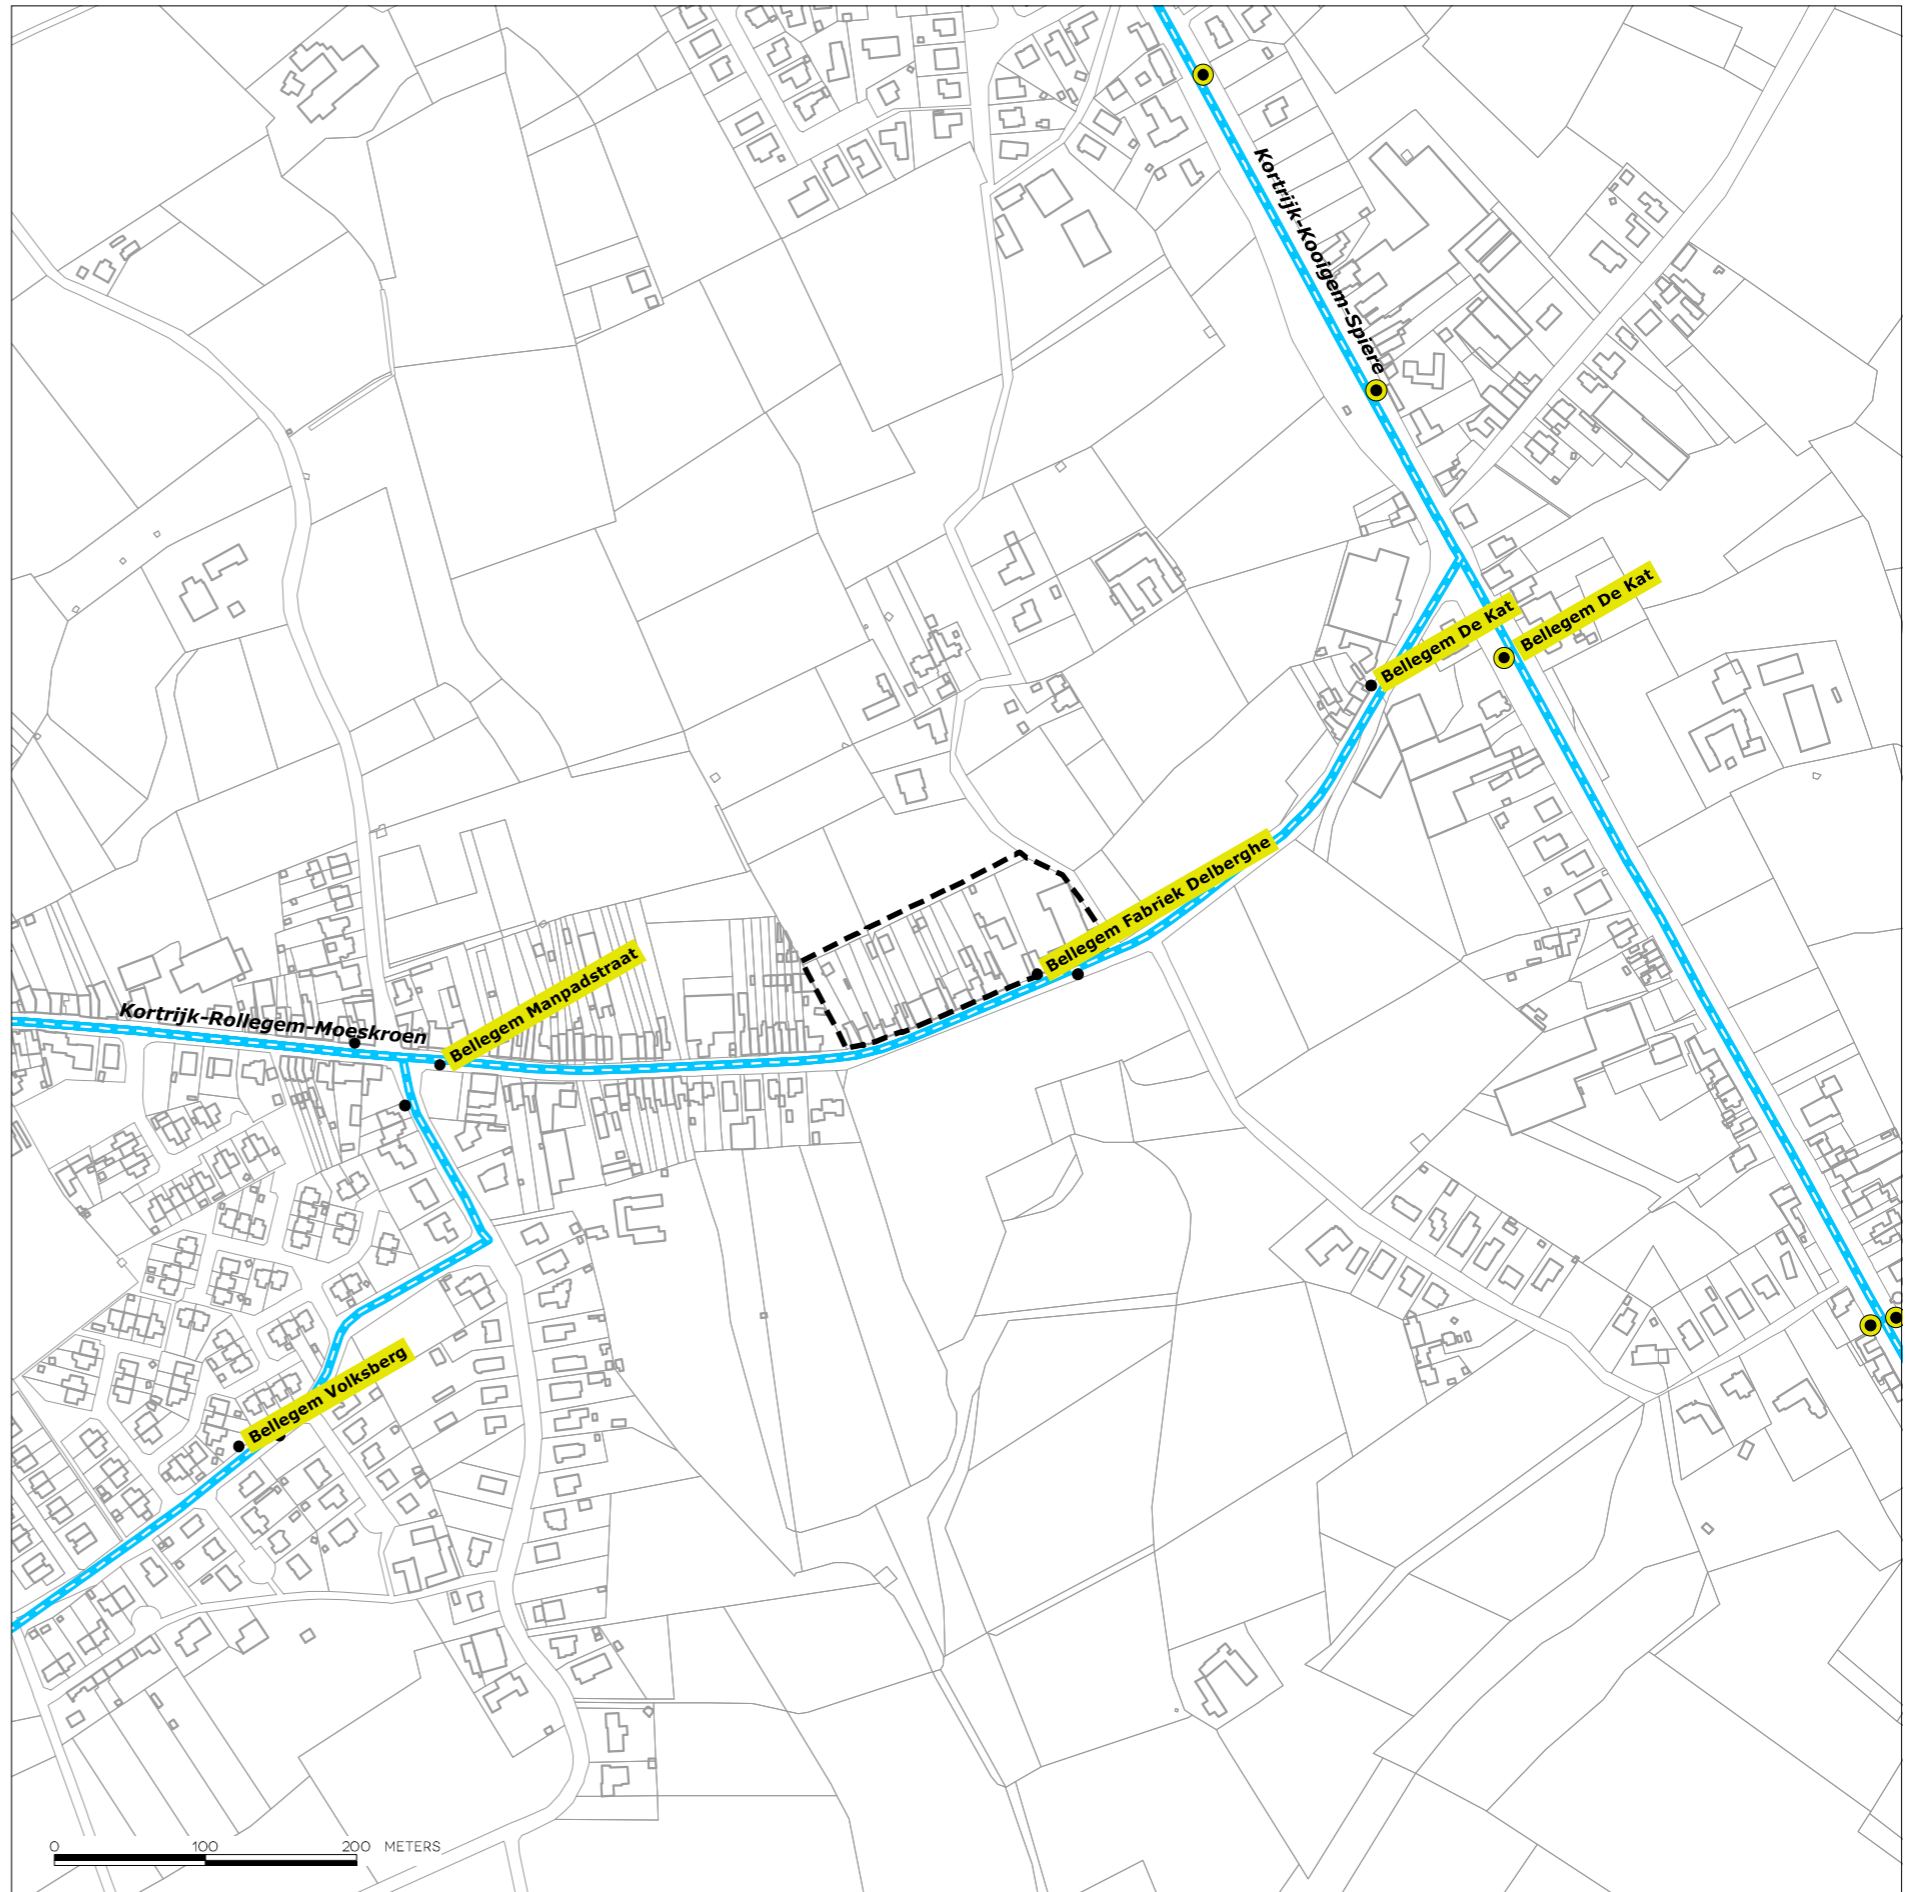 Kortrijk-Kooigem-Spiere
Bellegem De Kat
Bellegem De Kat
Bellegem Fabriek Delberghe
Bellegem Manpadstraat
Kortrijk-Rollegem-Moeskroen
Bellegem Volksberg
0 100 200 METERS